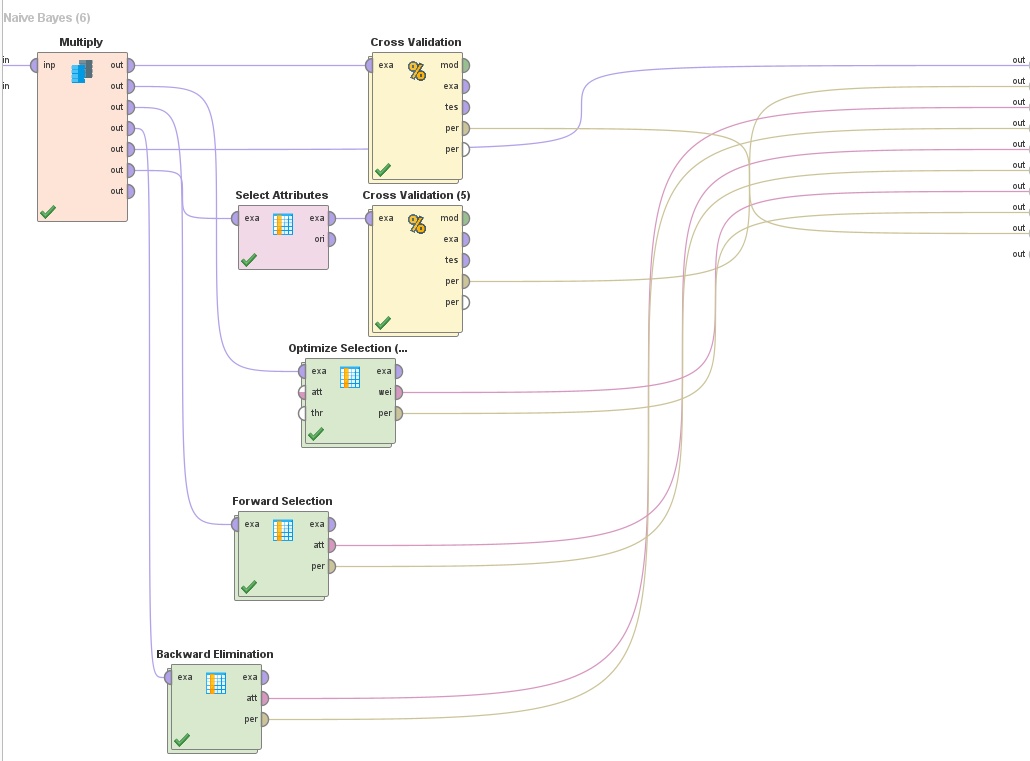 Naive Bayes (6)
Multiply
in
inp
out
in
out
out
out
out
out
out
Cross Validation
exa
mod
exa
tes
per
per
Select Attributes
exa
exa
ori
Cross Validation (5)
exa
mod
exa
tes
per
per
Optimize Selection (...
exa
exa
att
wei
thr
per
Forward Selection
exa
exa
att
per
Backward Elimination
exa
exa
att
per
out
out
out
out
out
out
out
out
out
out